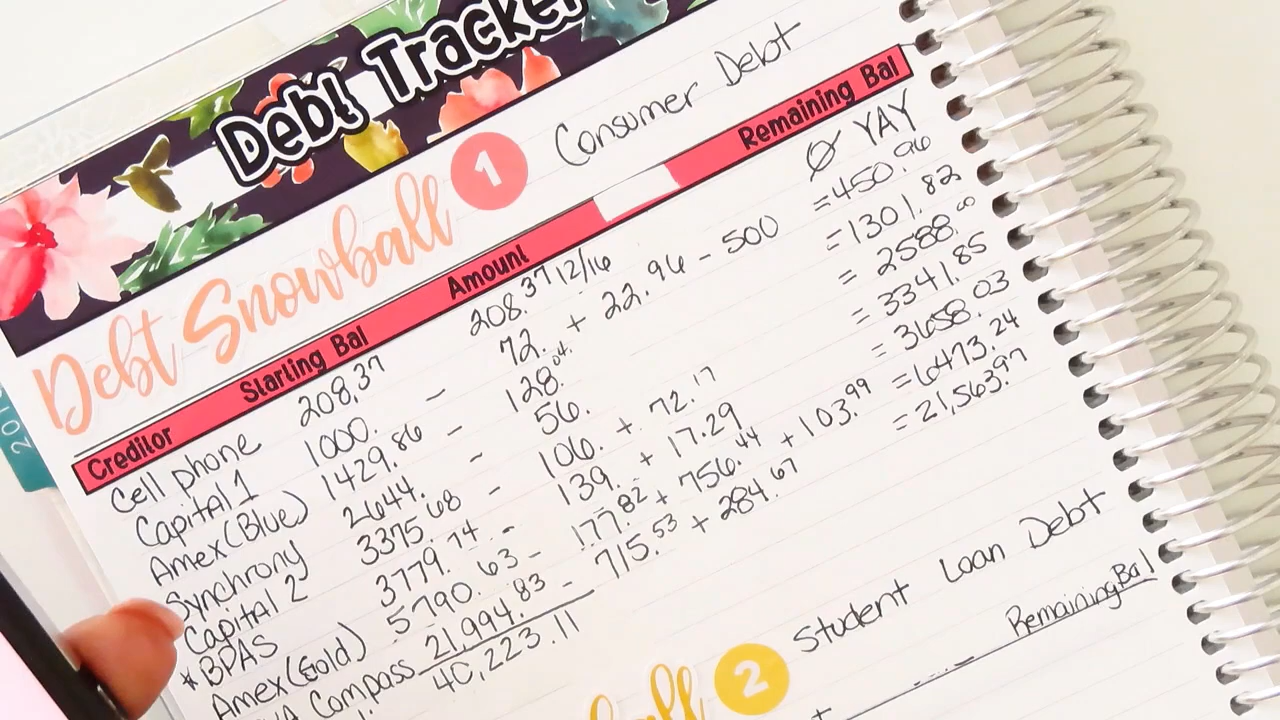 Debt Tracker
Debt Snowball 1 Consumer Debt
Creditor Starting Bal Amount Remaining Bal
Cell phone 208.37 208.37 12/16 Ø YAY
Capital 1 1000. - 72. + 22.96 - 500 = 450.96
Amex (Blue) 1429.86 - 128.04 = 1301.82
Synchrony 2644. - 56. = 2588.00
Capital 2 3375.68 - 106. + 72.17 = 3341.85
*BPAS 3779.74 - 139. + 17.29 = 3658.03
Amex (Gold) 5790.63 - 177.82 + 756.44 + 103.99 = 6473.24
Compass 21,994.83 - 715.53 + 284.67 = 21,563.97
40,223.11
2 Student Loan Debt
Remaining Bal